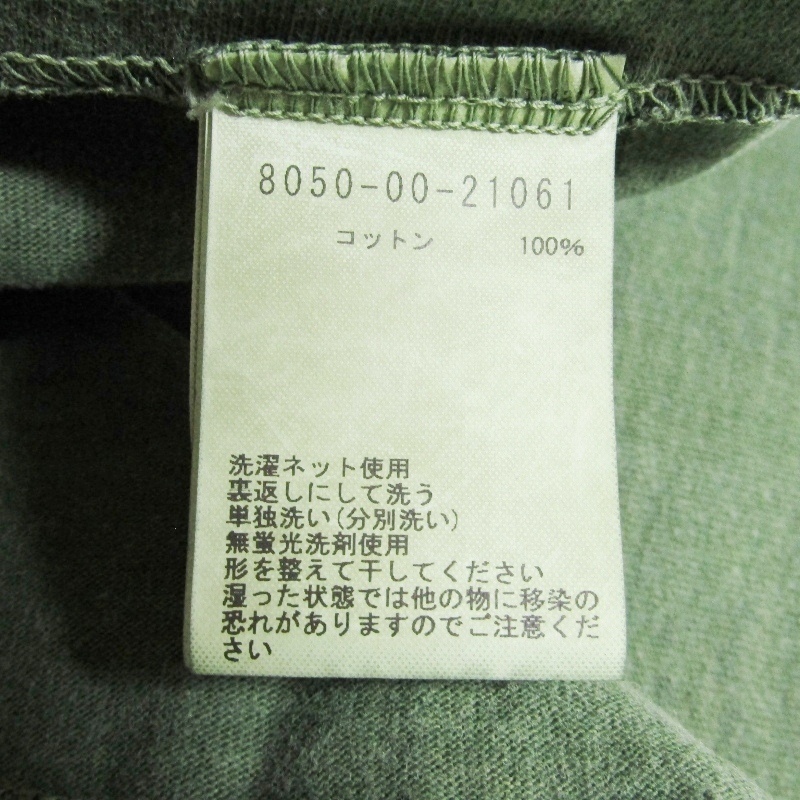 8050-00-21061
コットン 100%
洗濯ネット使用
裏返しにして洗う
単独洗い(分別洗い)
無蛍光洗剤使用
形を整えて干してください
湿った状態では他の物に移染の
恐れがありますのでご注意くだ
さい